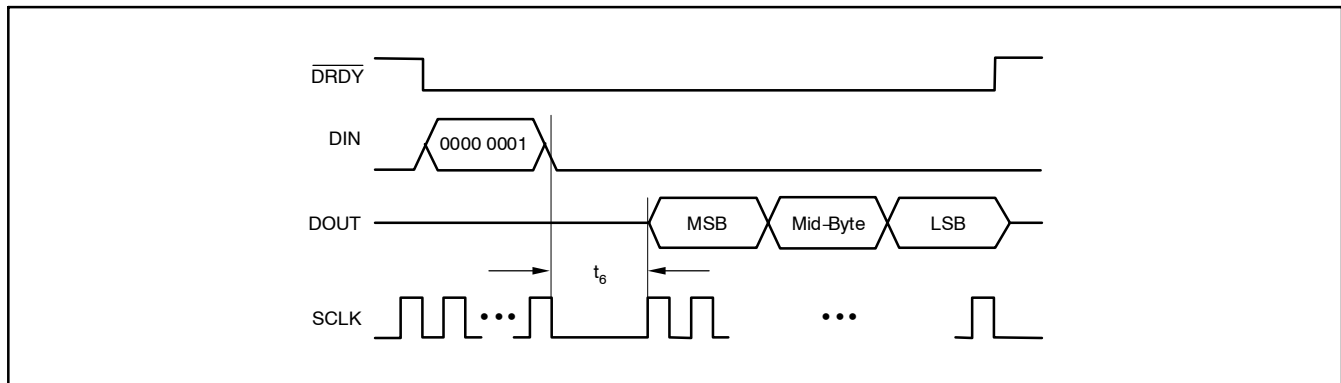 DRDY
DIN
0000 0001
DOUT
MSB
Mid-Byte
LSB
t6
SCLK